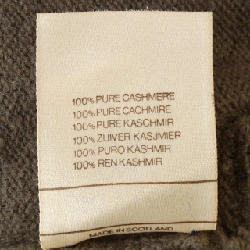 100% PURE CASHMERE
100% PURE CACHMIRE
100% PURE KASCHMIR
100% ZUIVER KASJMIER
100% PURO KASHMIR
100% REN KASHMIR
MADE IN SCOTLAND